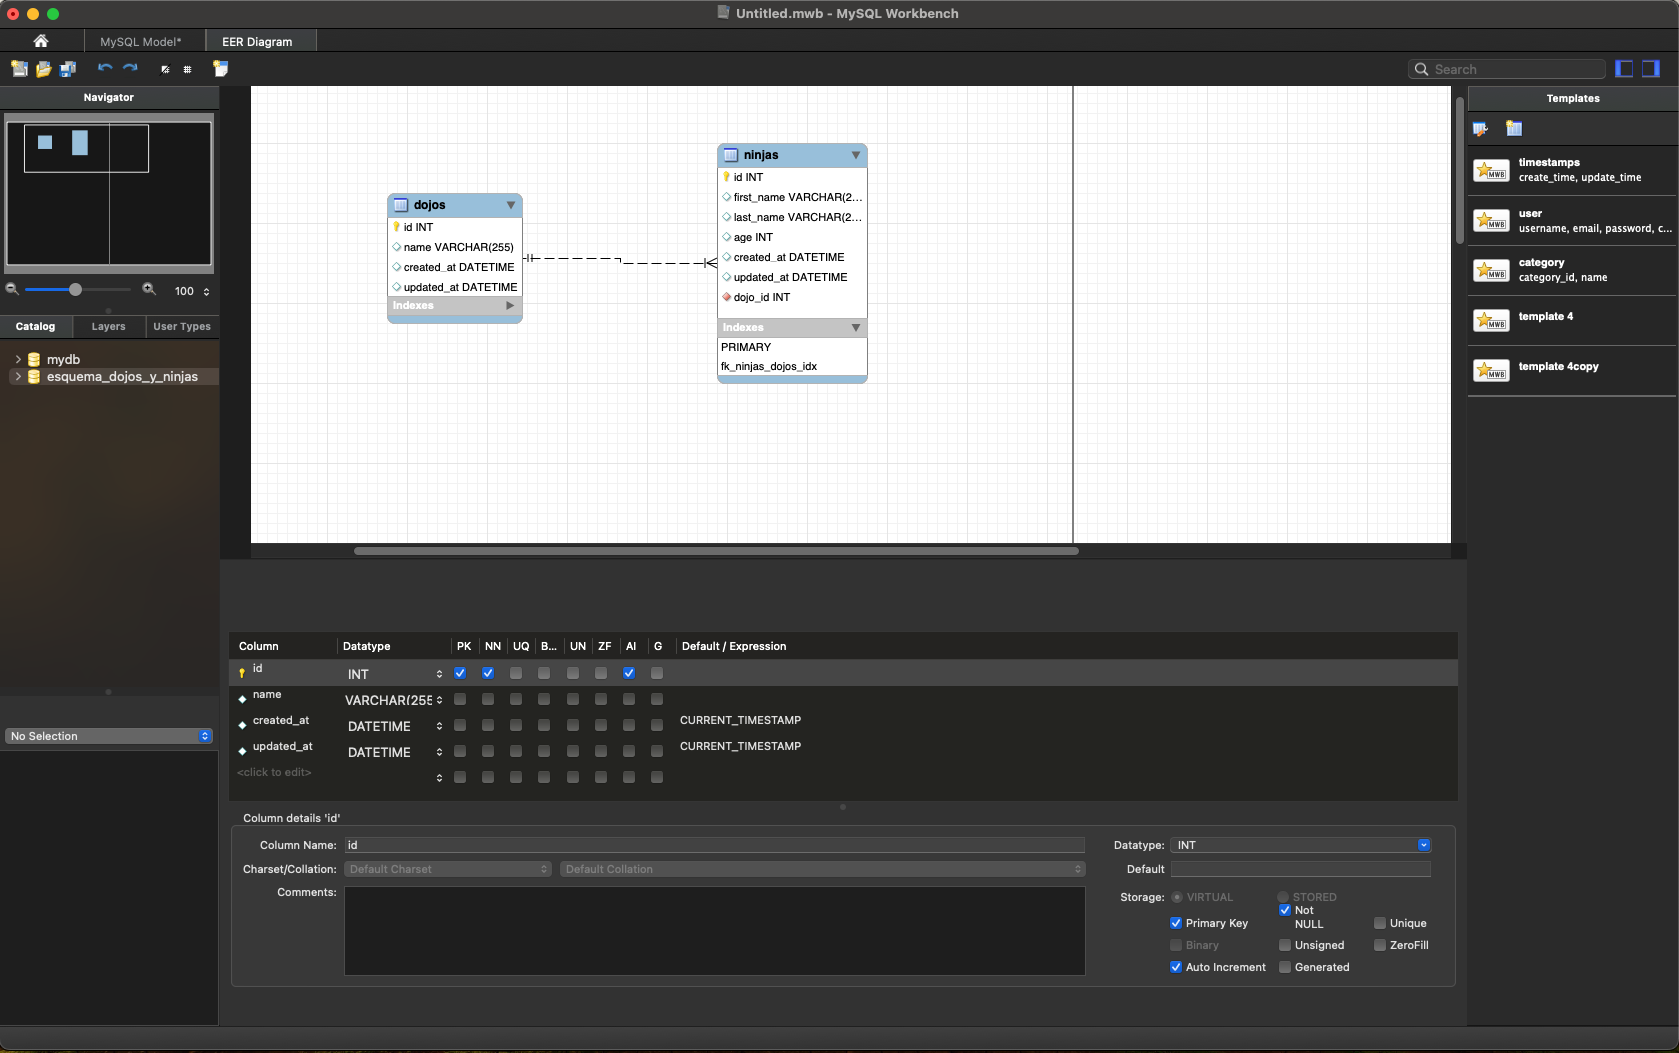 Untitled.mwb - MySQL Workbench
MySQL Model*
EER Diagram
Search
Navigator
100
Catalog
Layers
User Types
mydb
esquema_dojos_y_ninjas
No Selection
dojos
id INT
name VARCHAR(255)
created_at DATETIME
updated_at DATETIME
Indexes
ninjas
id INT
first_name VARCHAR(2...
last_name VARCHAR(2...
age INT
created_at DATETIME
updated_at DATETIME
dojo_id INT
Indexes
PRIMARY
fk_ninjas_dojos_idx
Templates
timestamps
create_time, update_time
user
username, email, password, c...
category
category_id, name
template 4
template 4copy
MWB
MWB
MWB
MWB
MWB
Column Datatype PK NN UQ B... UN ZF AI G Default / Expression
id INT
name VARCHAR(255
created_at DATETIME CURRENT_TIMESTAMP
updated_at DATETIME CURRENT_TIMESTAMP
<click to edit>
Column details 'id'
Column Name: id
Charset/Collation: Default Charset Default Collation
Comments:
Datatype: INT
Default
Storage: VIRTUAL STORED
Primary Key Not NULL Unique
Binary Unsigned ZeroFill
Auto Increment Generated